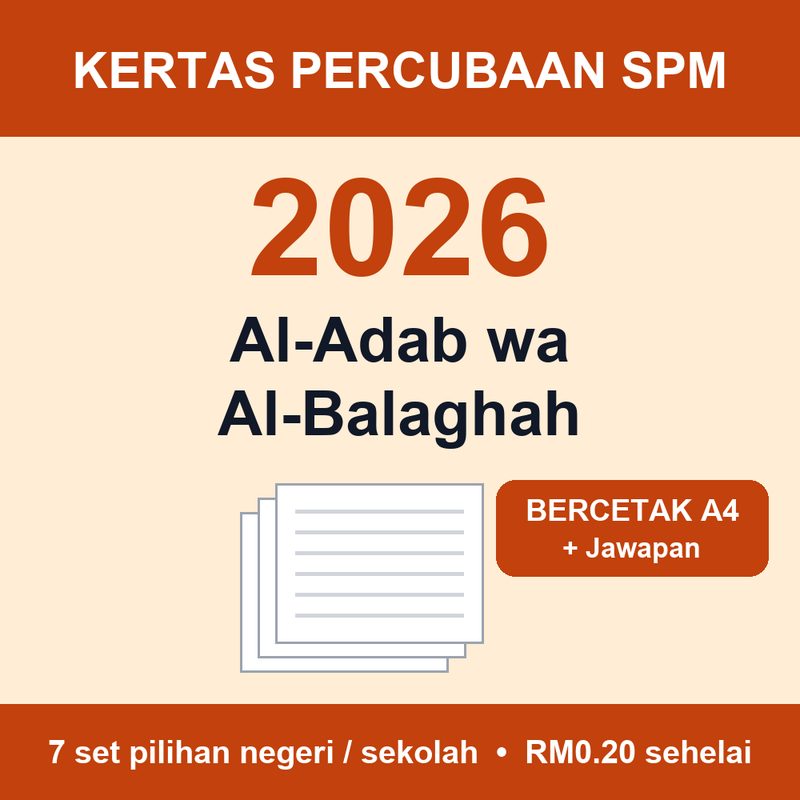 KERTAS PERCUBAAN SPM
2026
Al-Adab wa
Al-Balaghah
BERCETAK A4
+ Jawapan
7 set pilihan negeri / sekolah • RM0.20 sehelai